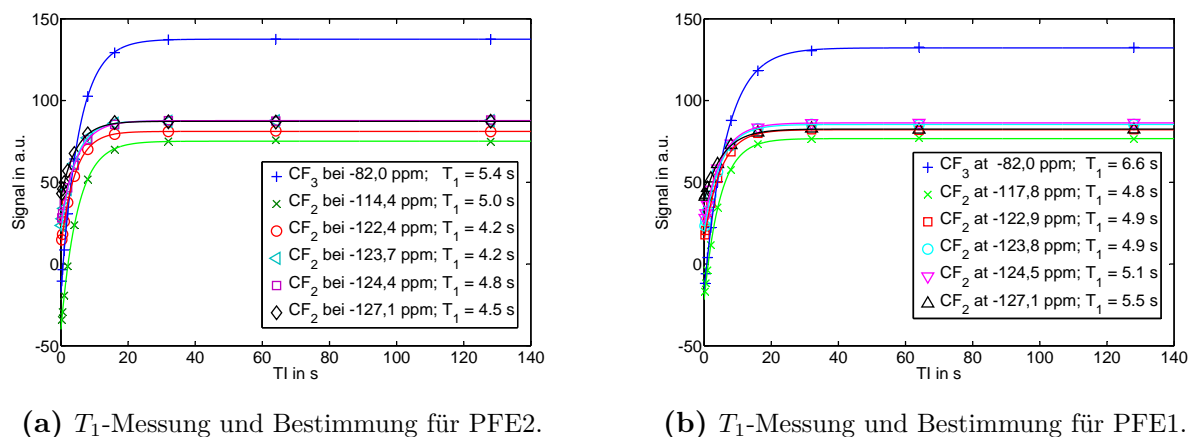 150
100
50
0
-50
Signal in a.u.
0 20 40 60 80 100 120 140
TI in s
CF3 bei -82,0 ppm; T1 = 5.4 s
CF2 bei -114,4 ppm; T1 = 5.0 s
CF2 bei -122,4 ppm; T1 = 4.2 s
CF2 bei -123,7 ppm; T1 = 4.2 s
CF2 bei -124,4 ppm; T1 = 4.8 s
CF2 bei -127,1 ppm; T1 = 4.5 s
(a) T1-Messung und Bestimmung für PFE2.
150
100
50
0
-50
Signal in a.u.
0 20 40 60 80 100 120 140
TI in s
CF3 at -82,0 ppm; T1 = 6.6 s
CF2 at -117,8 ppm; T1 = 4.8 s
CF2 at -122,9 ppm; T1 = 4.9 s
CF2 at -123,8 ppm; T1 = 4.9 s
CF2 at -124,5 ppm; T1 = 5.1 s
CF2 at -127,1 ppm; T1 = 5.5 s
(b) T1-Messung und Bestimmung für PFE1.